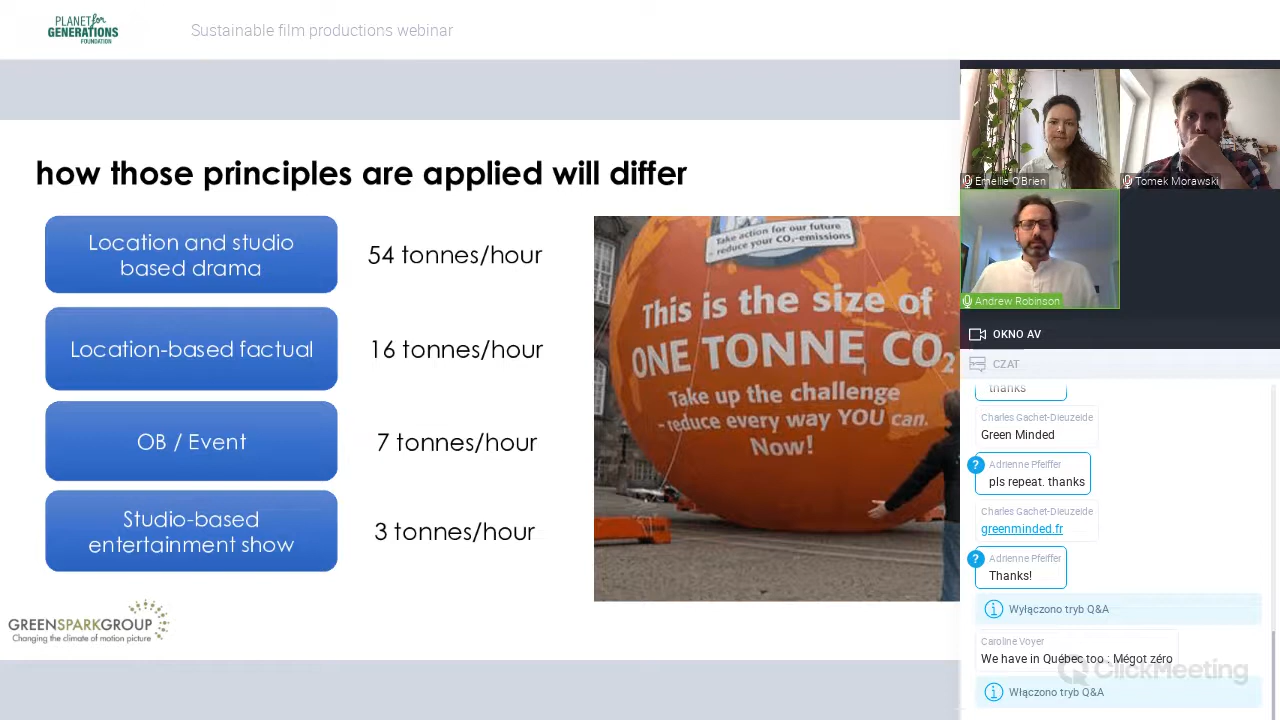 PLANET for
GENERATIONS
FOUNDATION
Sustainable film productions webinar
how those principles are applied will differ
Location and studio
based drama
54 tonnes/hour
Location-based factual
16 tonnes/hour
OB / Event
7 tonnes/hour
Studio-based
entertainment show
3 tonnes/hour
Take action for our future
- reduce your CO2-emissions
This is the size of
ONE TONNE CO2
Take up the challenge
- reduce every way YOU can.
Now!
GREENSPARKGROUP
Changing the climate of motion picture
Emellie O'Brien
Tomek Morawski
Andrew Robinson
OKNO AV
CZAT
thanks
Charles Gachet-Dieuzeide
Green Minded
? Adrienne Pfeiffer
pls repeat. thanks
Charles Gachet-Dieuzeide
greenminded.fr
? Adrienne Pfeiffer
Thanks!
Wyłączono tryb Q&A
Caroline Voyer
We have in Québec too : Mégot zéro
ClickMeeting
Włączono tryb Q&A